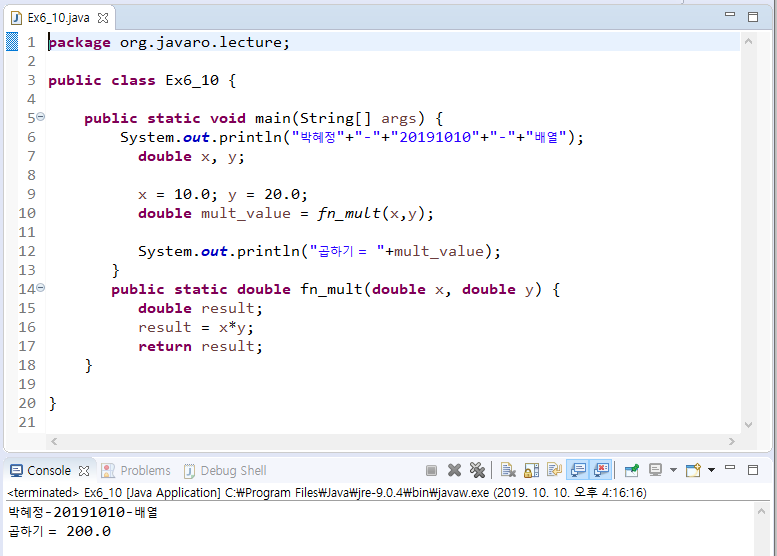 Ex6_10.java
1 package org.javaro.lecture;
2
3 public class Ex6_10 {
4
5 public static void main(String[] args) {
6 System.out.println("박혜정"+"-"+"20191010"+"-"+"배열");
7 double x, y;
8
9 x = 10.0; y = 20.0;
10 double mult_value = fn_mult(x,y);
11
12 System.out.println("곱하기 = "+mult_value);
13 }
14 public static double fn_mult(double x, double y) {
15 double result;
16 result = x*y;
17 return result;
18 }
19
20 }
21
Console Problems Debug Shell
<terminated> Ex6_10 [Java Application] C:₩Program Files₩Java₩jre-9.0.4₩bin₩javaw.exe (2019. 10. 10. 오후 4:16:16)
박혜정-20191010-배열
곱하기 = 200.0